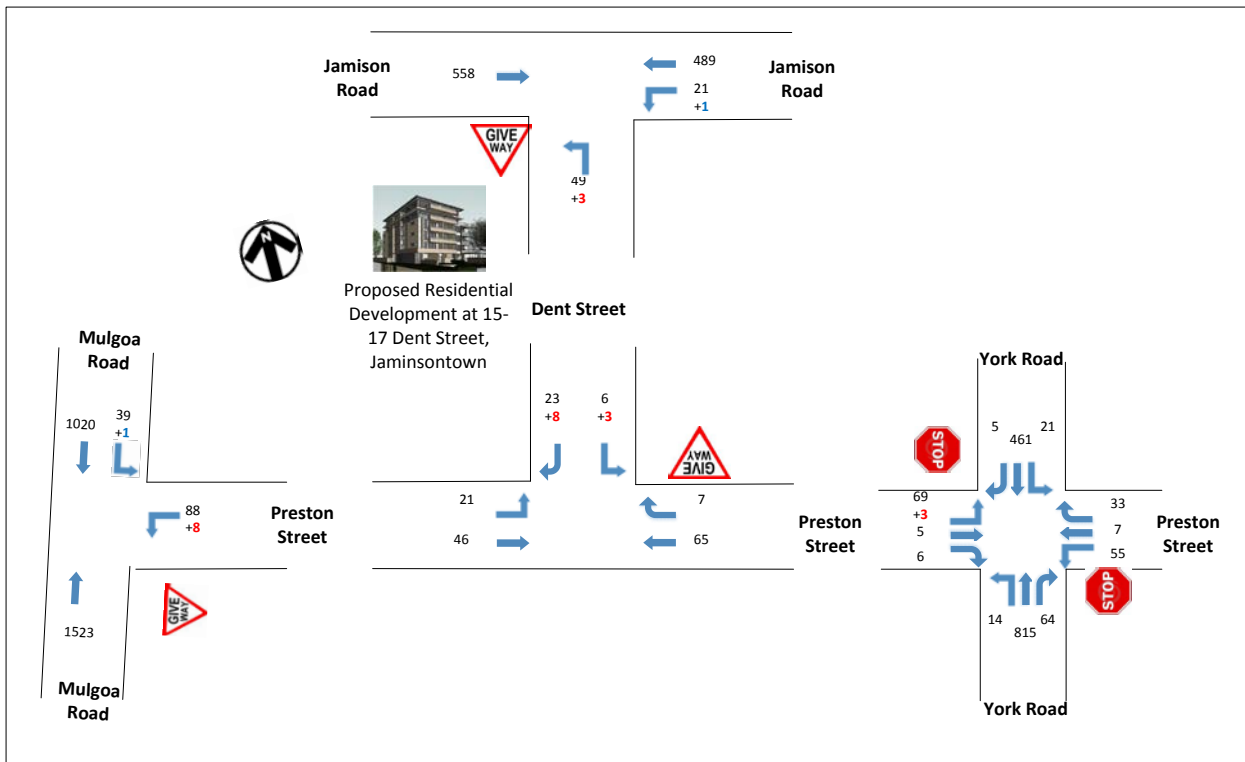 Jamison
Road
558
489
21
+1
Jamison
Road
GIVE
WAY
49
+3
N
Proposed Residential
Development at 15-
17 Dent Street,
Jaminsontown
Dent Street
Mulgoa
Road
1020
39
+1
88
+8
Preston
Street
GIVE
WAY
1523
Mulgoa
Road
23
+8
6
+3
GIVE
WAY
21
46
7
65
Preston
Street
York Road
STOP
5
461
21
69
+3
5
6
33
7
55
Preston
Street
STOP
14
815
64
York Road